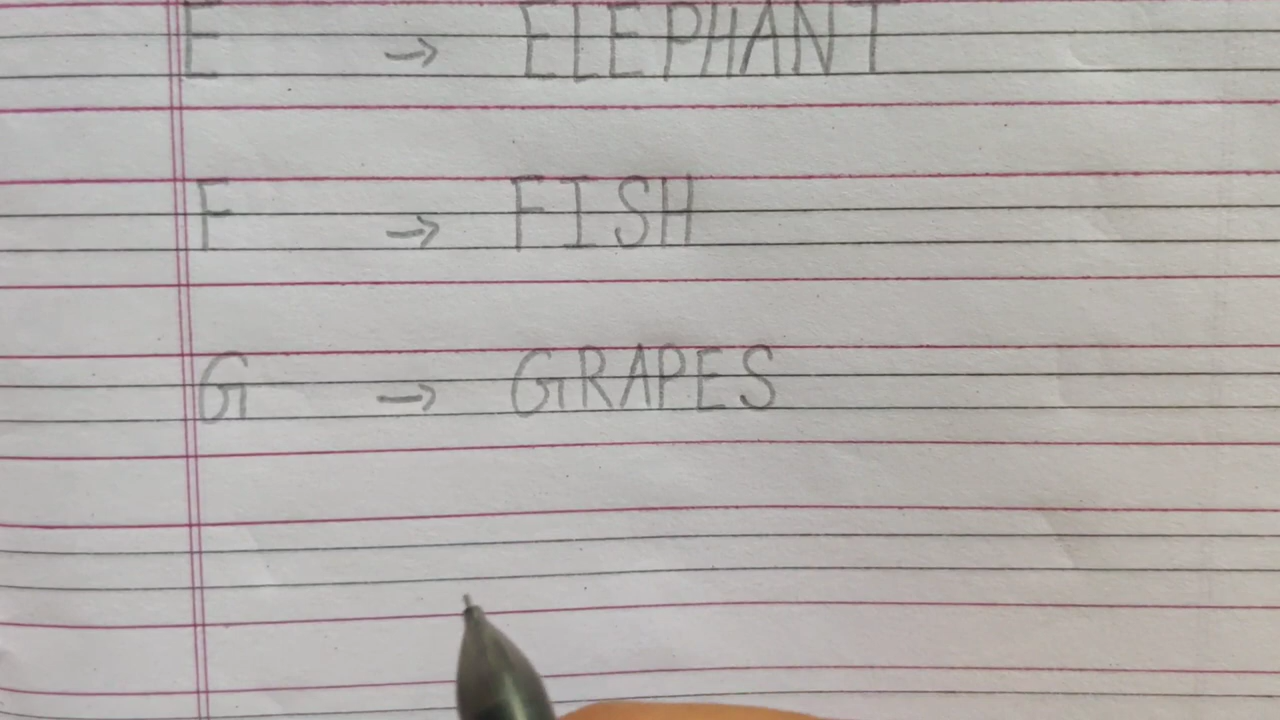 E → ELEPHANT
F → FISH
G → GRAPES